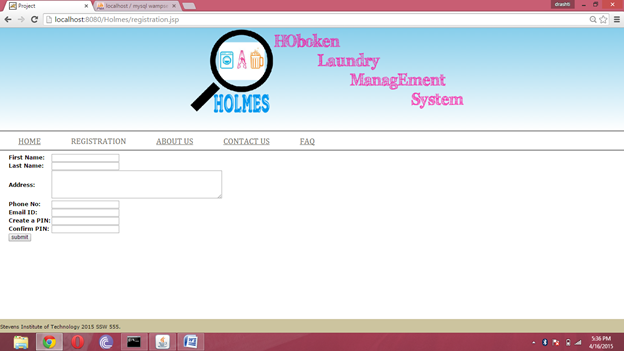 Project
localhost / mysql wampser
drashti
localhost:8080/Holmes/registration.jsp
HOboken
Laundry
ManagEment
System
HOLMES
HOME REGISTRATION ABOUT US CONTACT US FAQ
First Name:
Last Name:
Address:
Phone No:
Email ID:
Create a PIN:
Confirm PIN:
submit
Stevens Institute of Technology 2015 SSW 555.
5:36 PM
4/16/2015